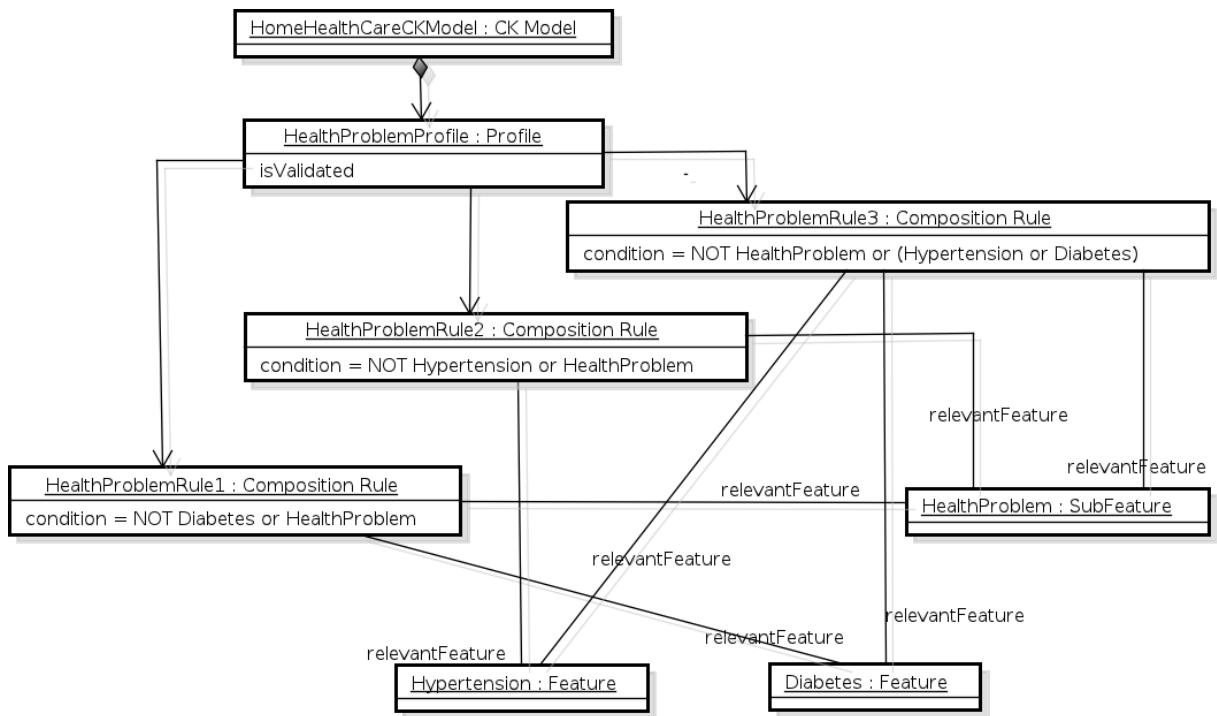 HomeHealthCareCKModel : CK Model
HealthProblemProfile : Profile
isValidated
HealthProblemRule3 : Composition Rule
condition = NOT HealthProblem or (Hypertension or Diabetes)
HealthProblemRule2 : Composition Rule
condition = NOT Hypertension or HealthProblem
relevantFeature
relevantFeature
HealthProblemRule1 : Composition Rule
condition = NOT Diabetes or HealthProblem
relevantFeature
HealthProblem : SubFeature
relevantFeature
relevantFeature
relevantFeature
relevantFeature
Hypertension : Feature
Diabetes : Feature